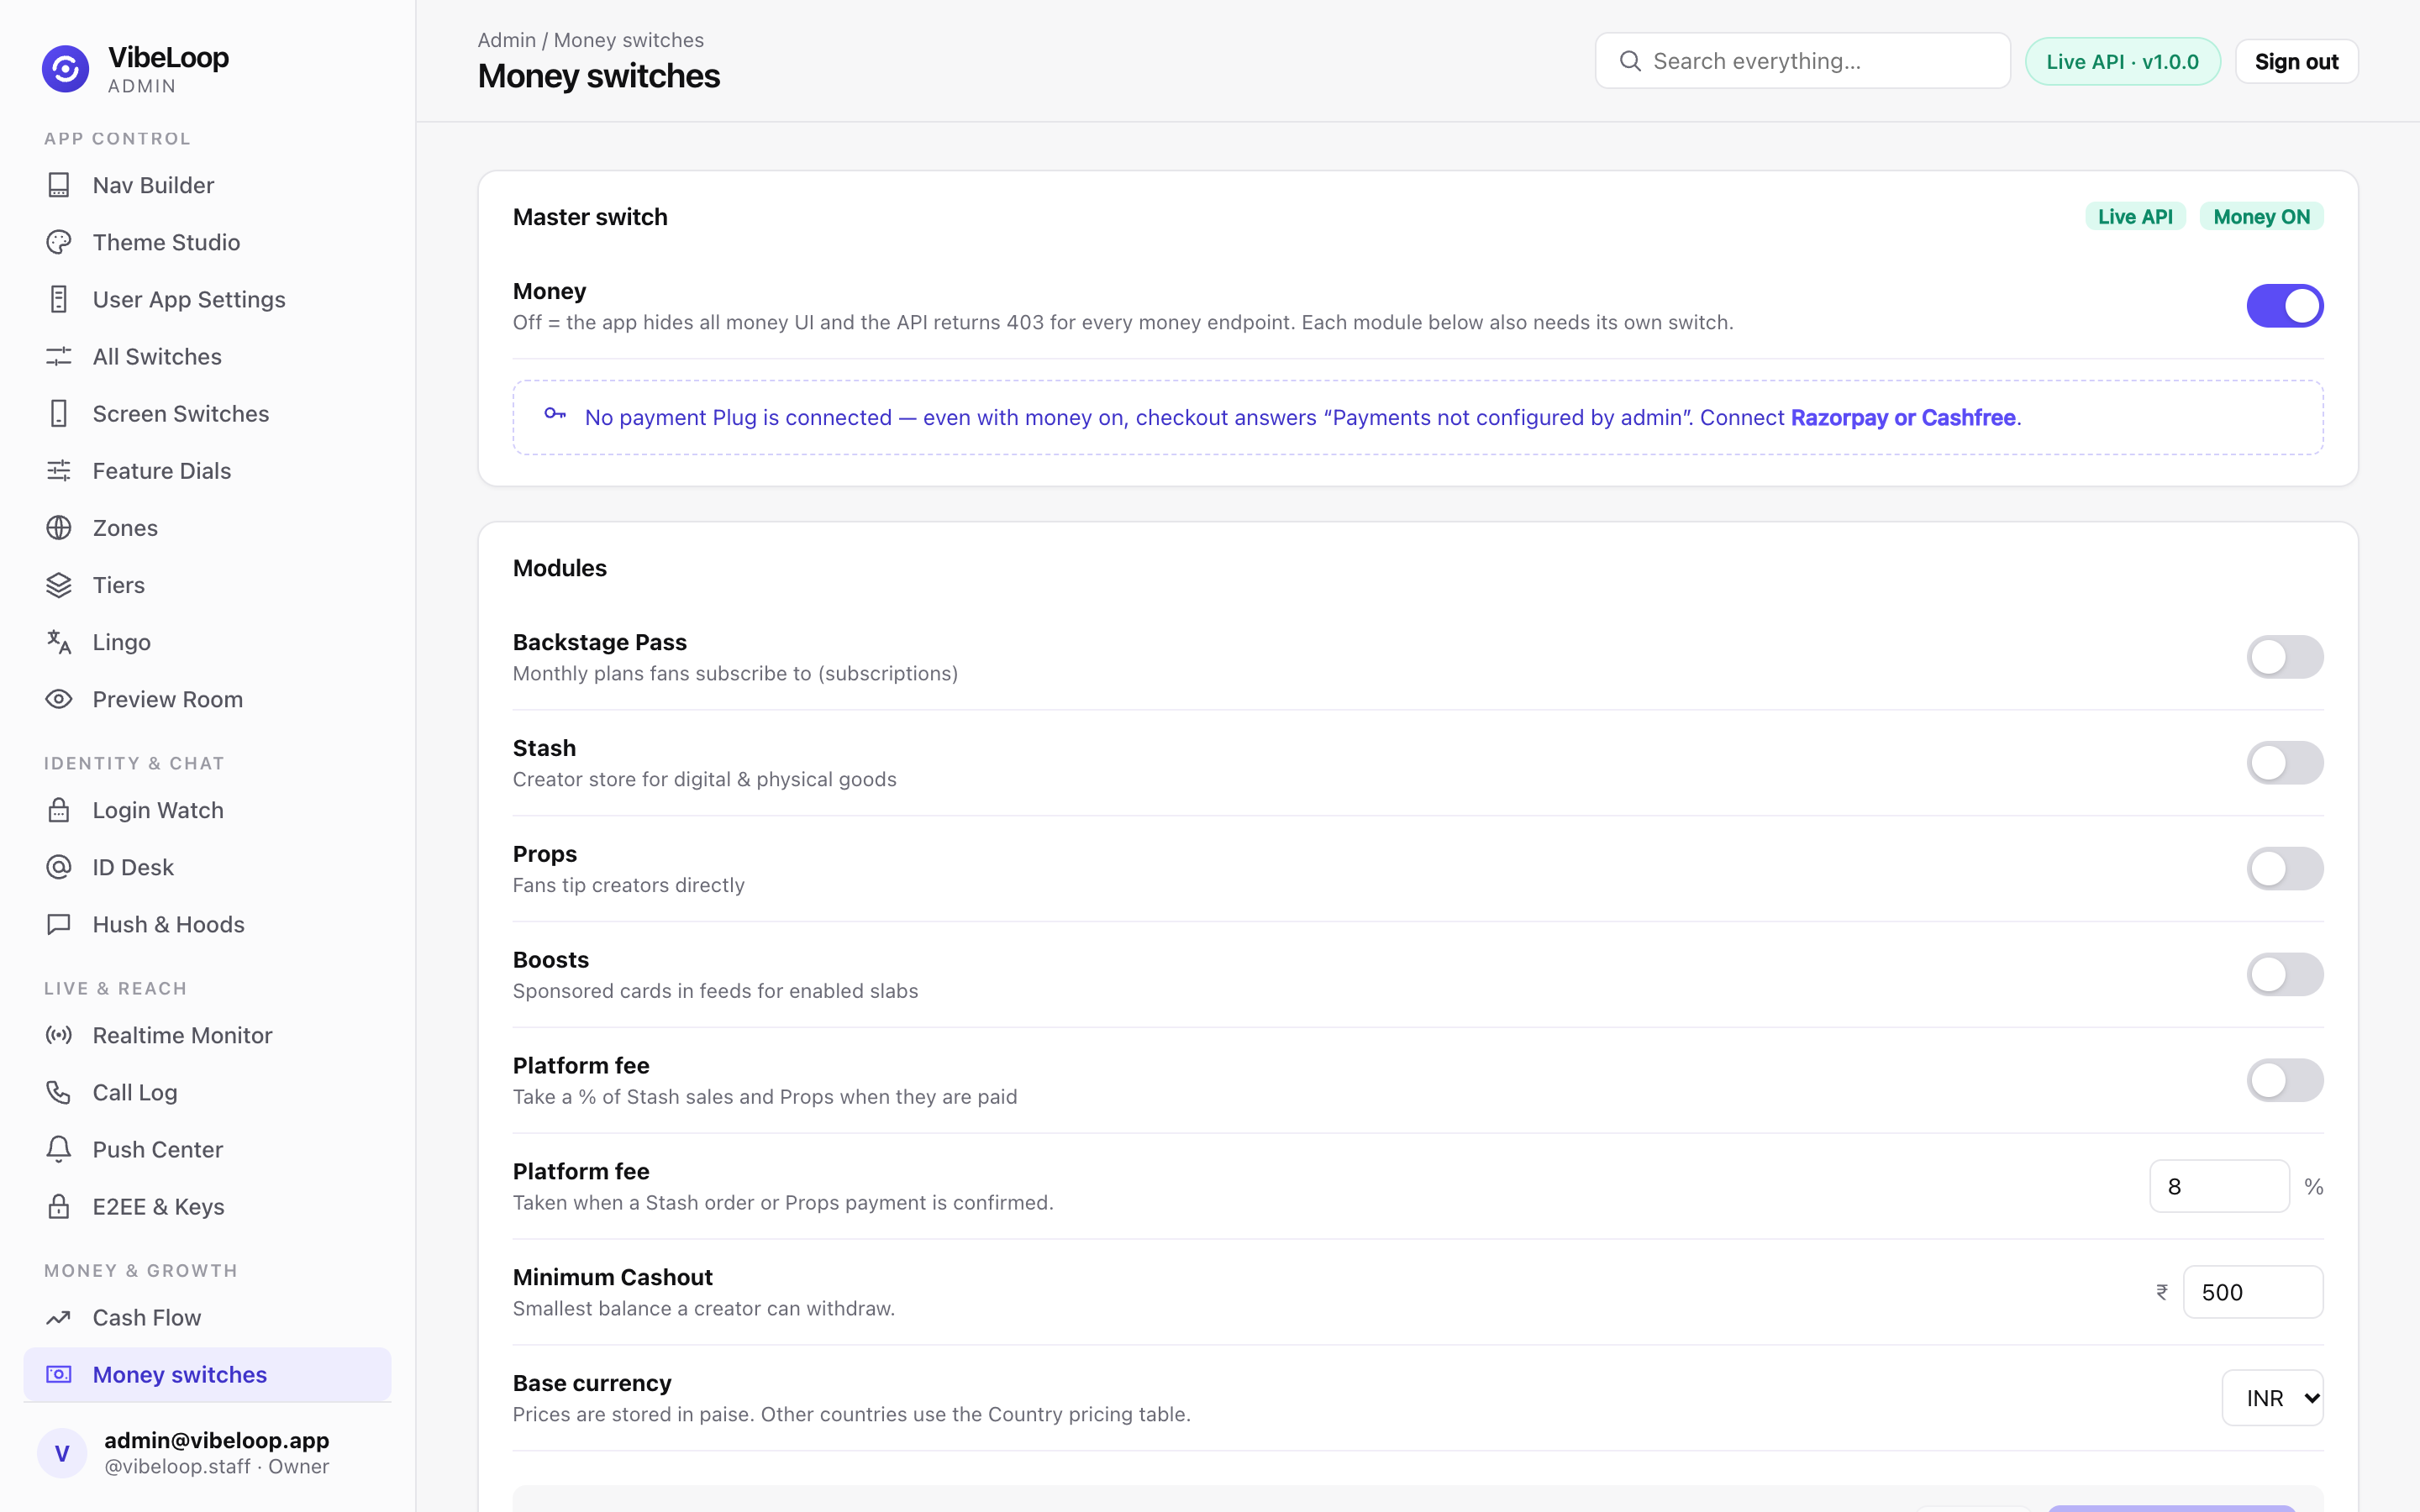 VibeLoop
ADMIN
APP CONTROL
Nav Builder
Theme Studio
User App Settings
All Switches
Screen Switches
Feature Dials
Zones
Tiers
Lingo
Preview Room
IDENTITY & CHAT
Login Watch
ID Desk
Hush & Hoods
LIVE & REACH
Realtime Monitor
Call Log
Push Center
E2EE & Keys
MONEY & GROWTH
Cash Flow
Money switches
V
admin@vibeloop.app
@vibeloop.staff · Owner
Admin / Money switches
Money switches
Search everything...
Live API · v1.0.0
Sign out
Master switch
Live API
Money ON
Money
Off = the app hides all money UI and the API returns 403 for every money endpoint. Each module below also needs its own switch.
No payment Plug is connected — even with money on, checkout answers “Payments not configured by admin”. Connect Razorpay or Cashfree.
Modules
Backstage Pass
Monthly plans fans subscribe to (subscriptions)
Stash
Creator store for digital & physical goods
Props
Fans tip creators directly
Boosts
Sponsored cards in feeds for enabled slabs
Platform fee
Take a % of Stash sales and Props when they are paid
Platform fee
Taken when a Stash order or Props payment is confirmed.
8 %
Minimum Cashout
Smallest balance a creator can withdraw.
₹ 500
Base currency
Prices are stored in paise. Other countries use the Country pricing table.
INR